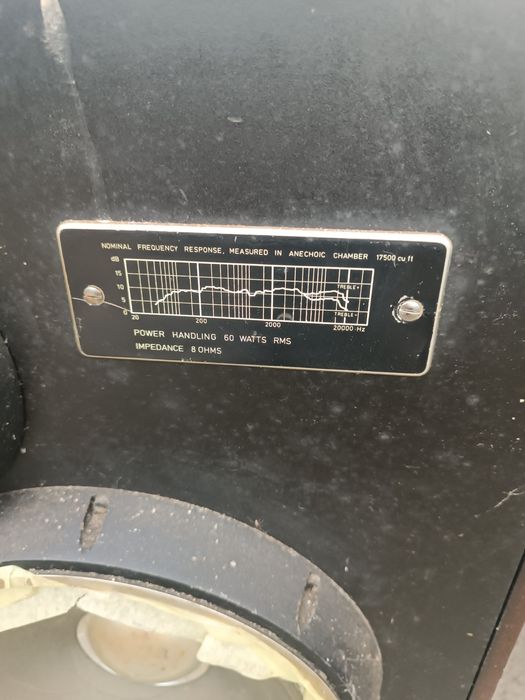 NOMINAL FREQUENCY RESPONSE, MEASURED IN ANECHOIC CHAMBER 17500 cu ft
dB
15
10
5
0
TREBLE+
TREBLE-
20 200 2000 20000 Hz
POWER HANDLING 60 WATTS RMS
IMPEDANCE 8 OHMS